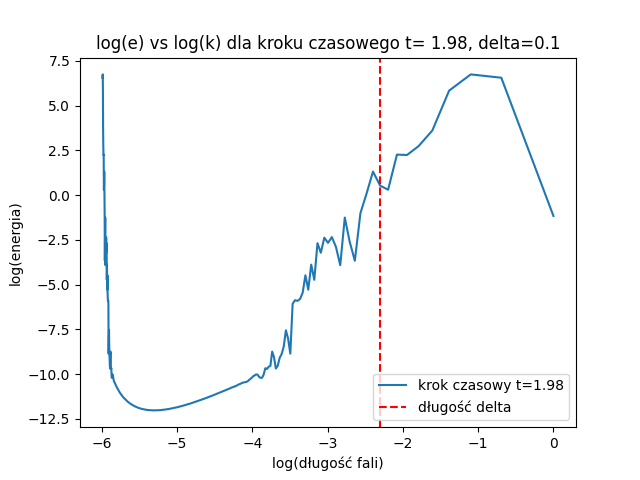 log(e) vs log(k) dla kroku czasowego t= 1.98, delta=0.1
7.5
5.0
2.5
0.0
−2.5
−5.0
−7.5
−10.0
−12.5
log(energia)
krok czasowy t=1.98
długość delta
−6 −5 −4 −3 −2 −1 0
log(długość fali)